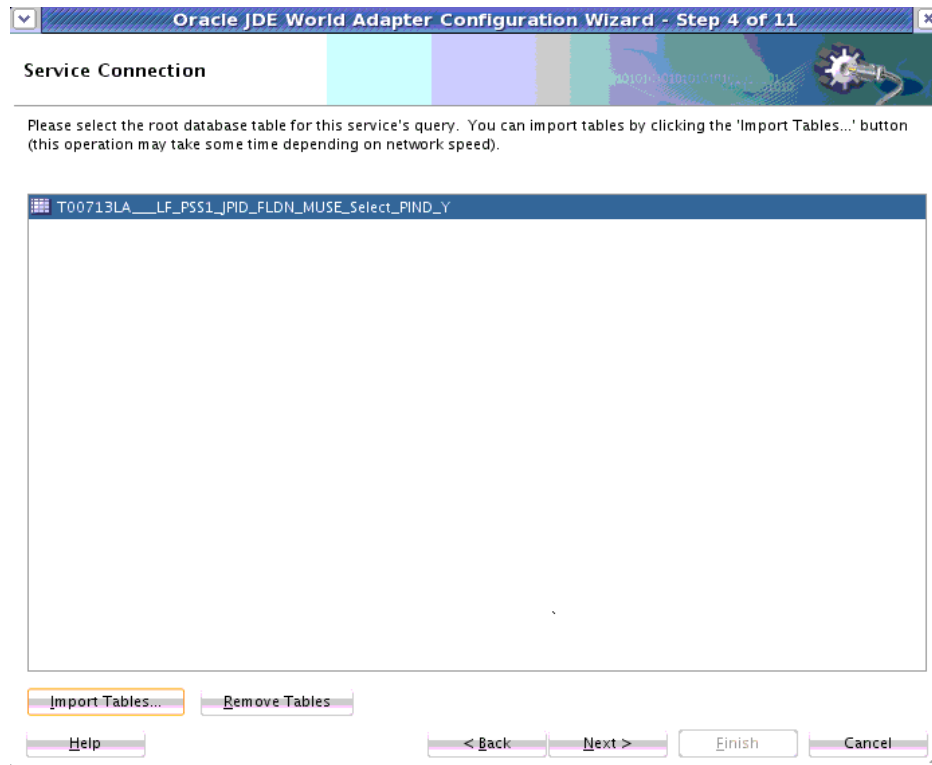 Oracle JDE World Adapter Configuration Wizard - Step 4 of 11
Service Connection
Please select the root database table for this service's query. You can import tables by clicking the 'Import Tables...' button
(this operation may take some time depending on network speed).
T00713LA___LF_PSS1_JPID_FLDN_MUSE_Select_PIND_Y
Import Tables... Remove Tables
Help < Back Next > Finish Cancel